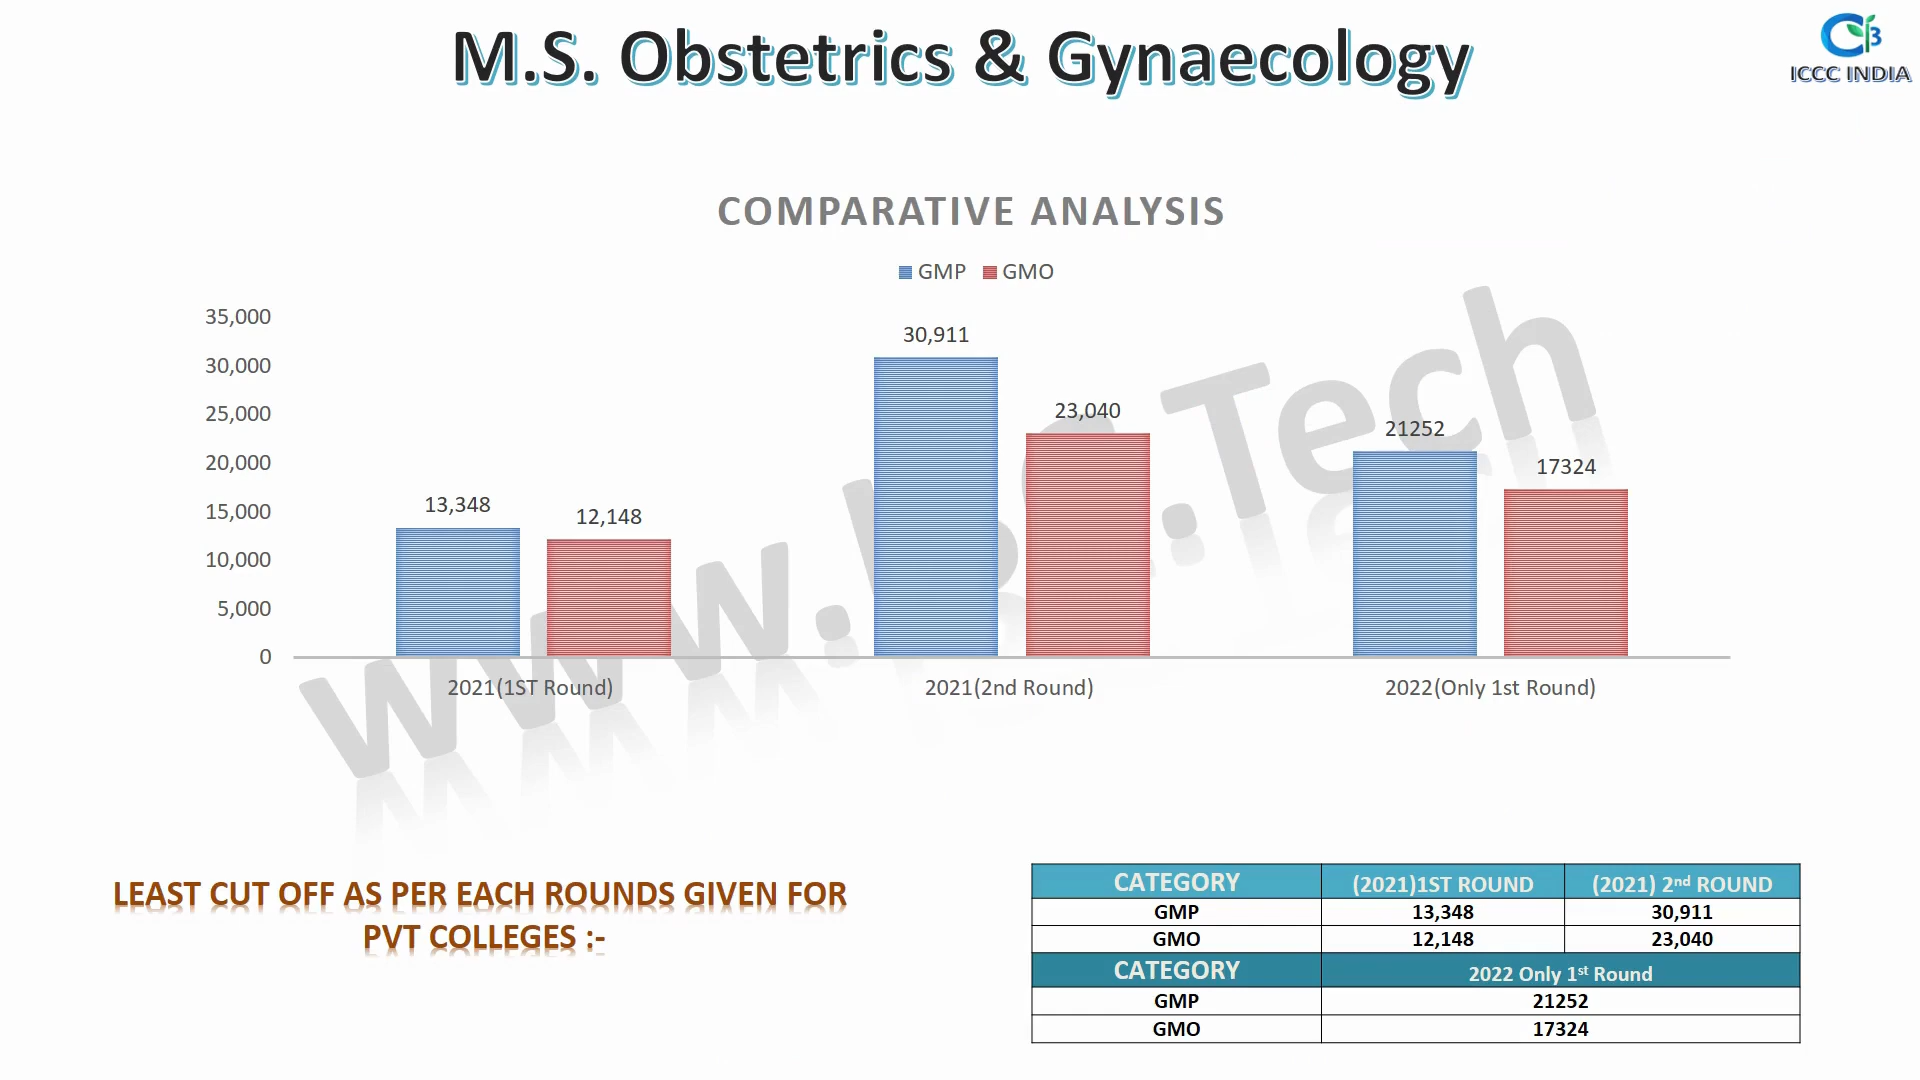 M.S. Obstetrics & Gynaecology
ICCC INDIA
COMPARATIVE ANALYSIS
GMP GMO
35,000
30,000
25,000
20,000
15,000
10,000
5,000
0
13,348
12,148
30,911
23,040
21252
17324
2021(1ST Round)
2021(2nd Round)
2022(Only 1st Round)
LEAST CUT OFF AS PER EACH ROUNDS GIVEN FOR
PVT COLLEGES :-
CATEGORY (2021)1ST ROUND (2021) 2nd ROUND
GMP 13,348 30,911
GMO 12,148 23,040
CATEGORY 2022 Only 1st Round
GMP 21252
GMO 17324